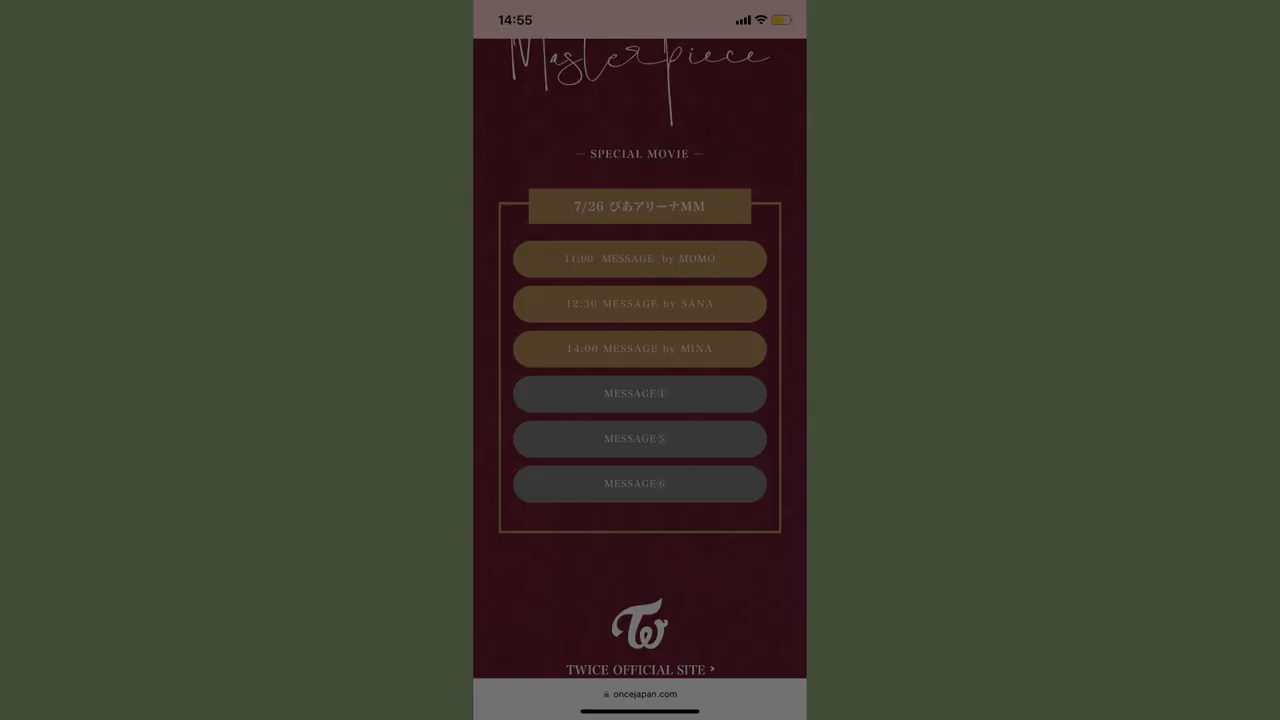 14:55
Masterpiece
— SPECIAL MOVIE —
7/26 ぴあアリーナMM
11:00 MESSAGE by MOMO
12:30 MESSAGE by SANA
14:00 MESSAGE by MINA
MESSAGE④
MESSAGE⑤
MESSAGE⑥
TW
TWICE OFFICIAL SITE >
oncejapan.com